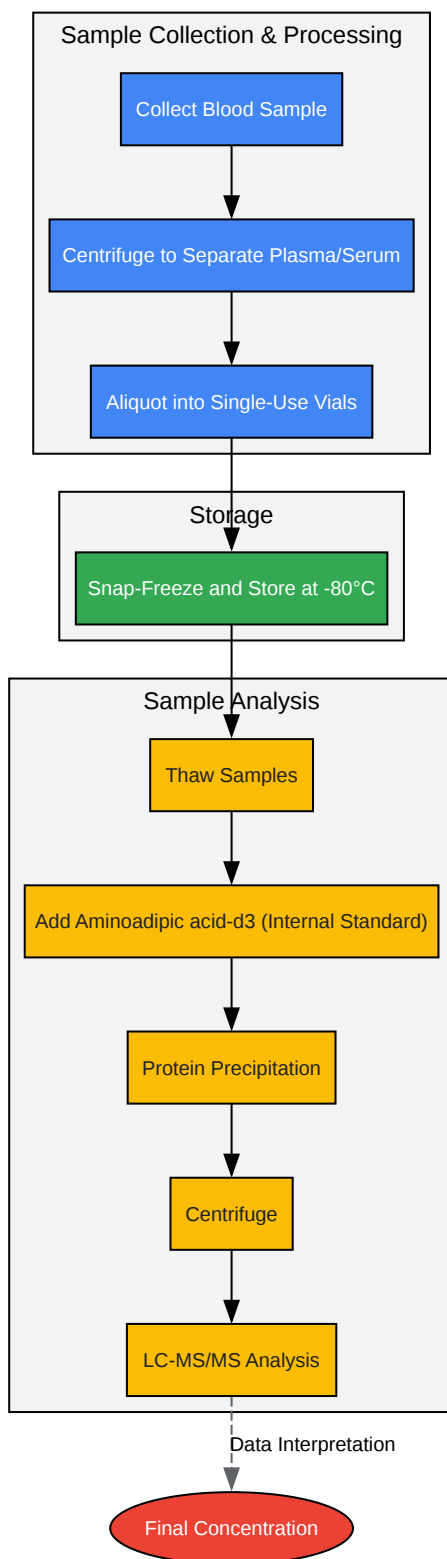 Sample Collection & Processing
Collect Blood Sample
Centrifuge to Separate Plasma/Serum
Aliquot into Single-Use Vials
Storage
Snap-Freeze and Store at -80°C
Sample Analysis
Thaw Samples
Add Aminoadipic acid-d3 (Internal Standard)
Protein Precipitation
Centrifuge
LC-MS/MS Analysis
Data Interpretation
Final Concentration